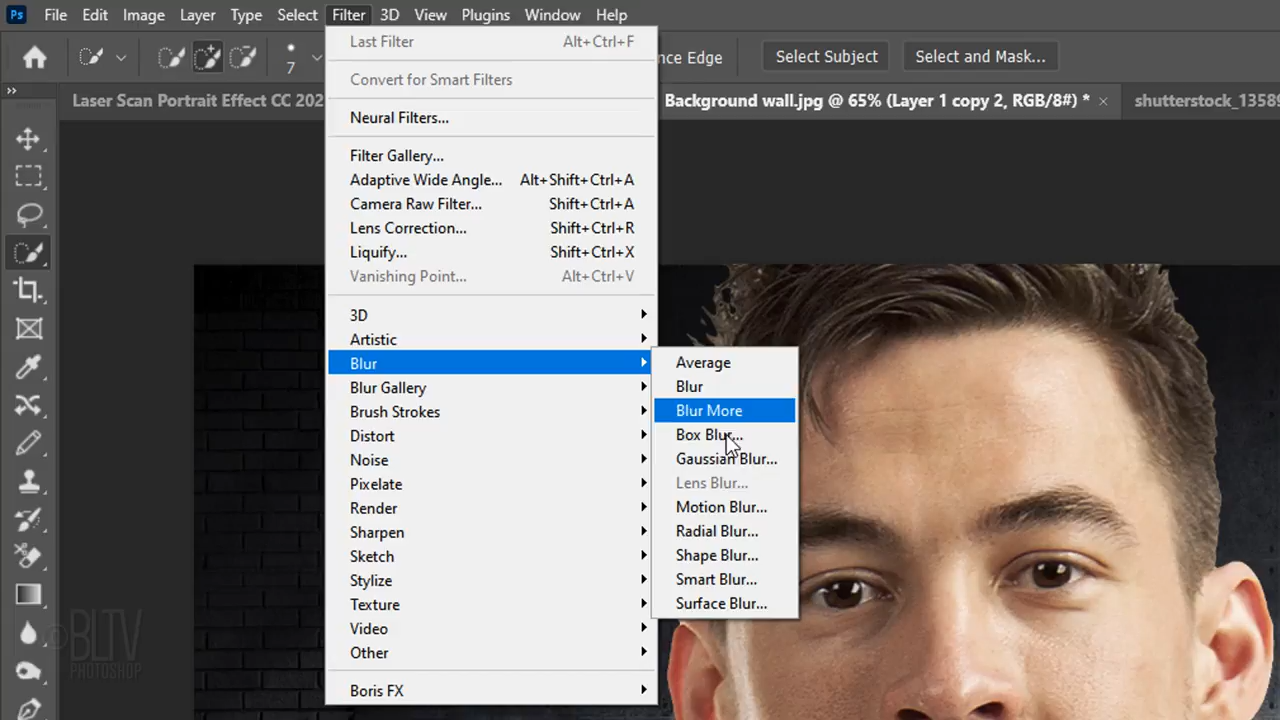 Ps File Edit Image Layer Type Select Filter 3D View Plugins Window Help
7 nce Edge Select Subject Select and Mask...
Laser Scan Portrait Effect CC 202 Background wall.jpg @ 65% (Layer 1 copy 2, RGB/8#) * × shutterstock_1358
Last Filter Alt+Ctrl+F
Convert for Smart Filters
Neural Filters...
Filter Gallery...
Adaptive Wide Angle... Alt+Shift+Ctrl+A
Camera Raw Filter... Shift+Ctrl+A
Lens Correction... Shift+Ctrl+R
Liquify... Shift+Ctrl+X
Vanishing Point... Alt+Ctrl+V
3D
Artistic
Blur
Blur Gallery
Brush Strokes
Distort
Noise
Pixelate
Render
Sharpen
Sketch
Stylize
Texture
Video
Other
Boris FX
Average
Blur
Blur More
Box Blur...
Gaussian Blur...
Lens Blur...
Motion Blur...
Radial Blur...
Shape Blur...
Smart Blur...
Surface Blur...
© BLTV
PHOTOSHOP